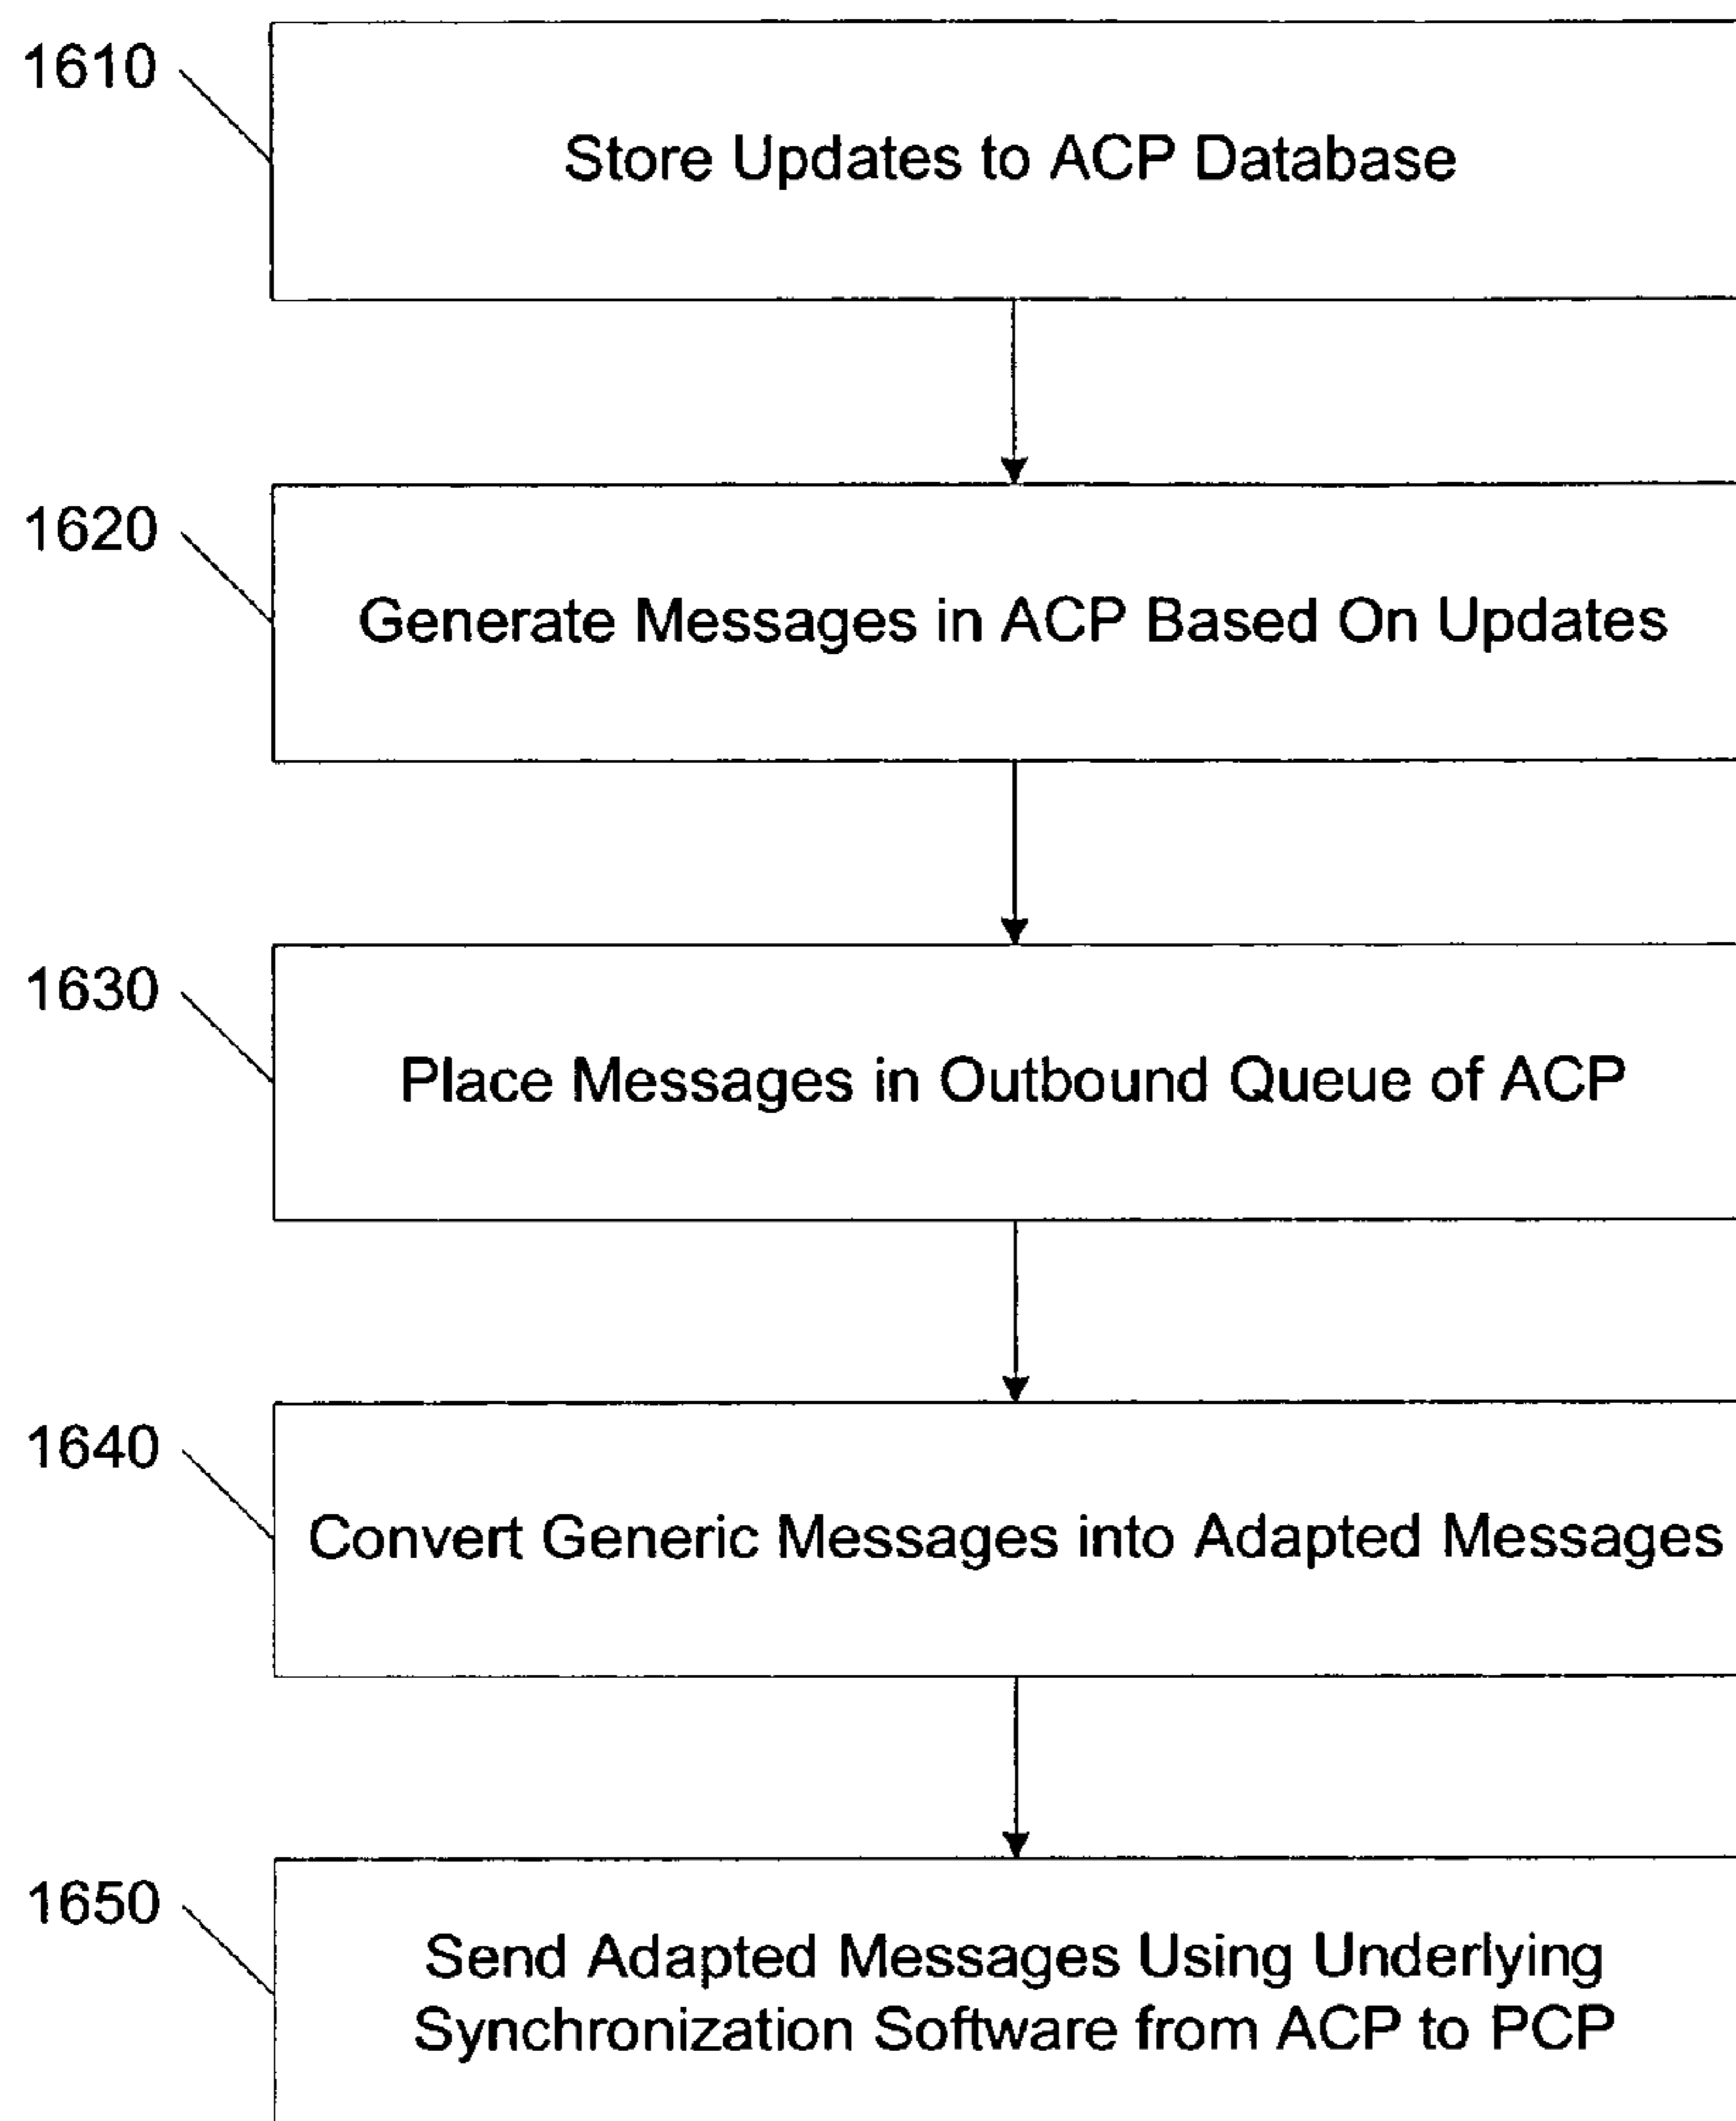 1610
Store Updates to ACP Database
1620
Generate Messages in ACP Based On Updates
1630
Place Messages in Outbound Queue of ACP
1640
Convert Generic Messages into Adapted Messages
1650
Send Adapted Messages Using Underlying
Synchronization Software from ACP to PCP